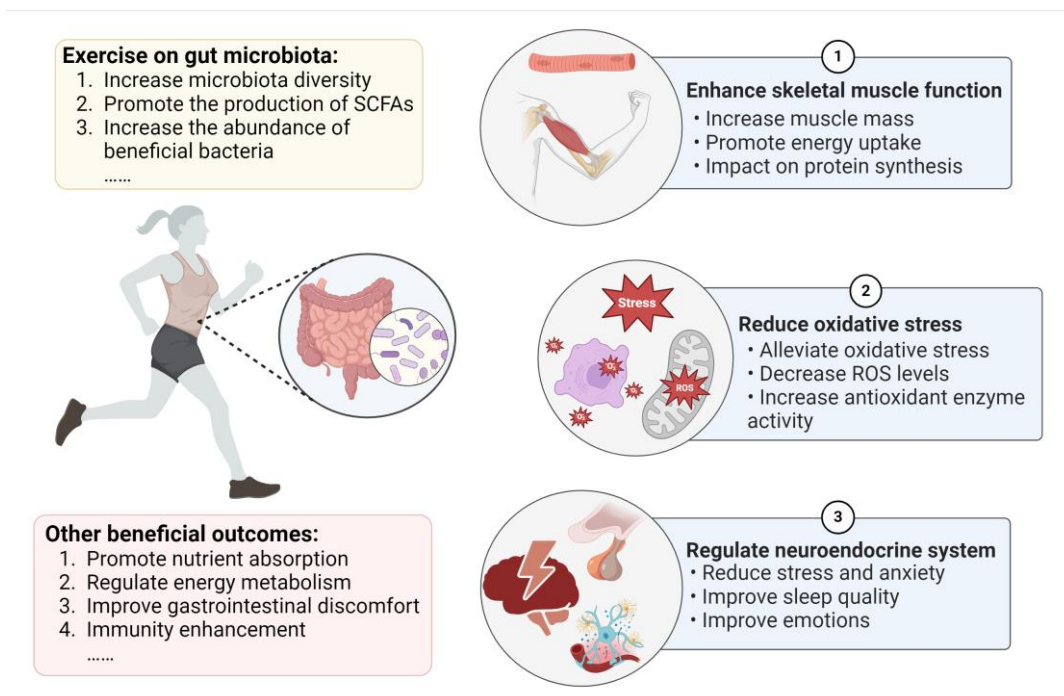 Exercise on gut microbiota:
1. Increase microbiota diversity
2. Promote the production of SCFAs
3. Increase the abundance of
beneficial bacteria
......
1
Enhance skeletal muscle function
• Increase muscle mass
• Promote energy uptake
• Impact on protein synthesis
Stress
O₂⁻
ROS
2
Reduce oxidative stress
• Alleviate oxidative stress
• Decrease ROS levels
• Increase antioxidant enzyme
activity
Other beneficial outcomes:
1. Promote nutrient absorption
2. Regulate energy metabolism
3. Improve gastrointestinal discomfort
4. Immunity enhancement
......
3
Regulate neuroendocrine system
• Reduce stress and anxiety
• Improve sleep quality
• Improve emotions